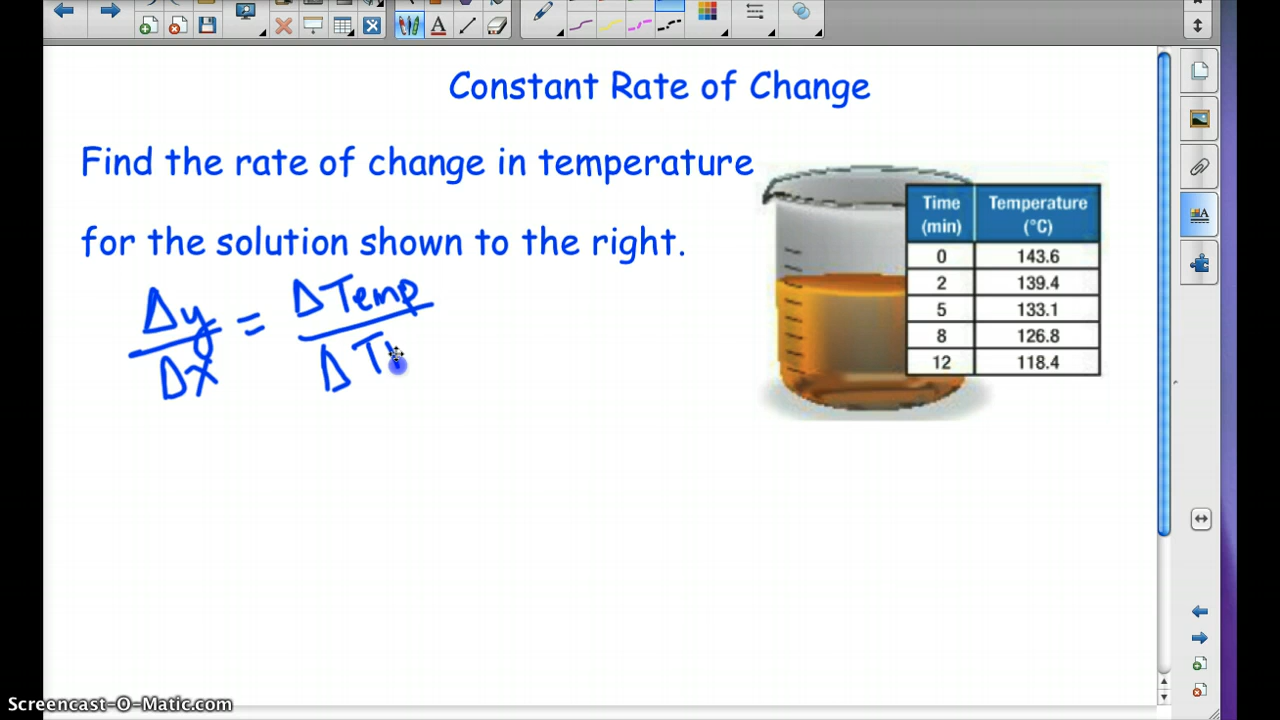 Constant Rate of Change
Find the rate of change in temperature
for the solution shown to the right.
Δy = ΔTemp
Δx ΔTi
Time Temperature
(min) (°C)
0 143.6
2 139.4
5 133.1
8 126.8
12 118.4
Screencast-O-Matic.com